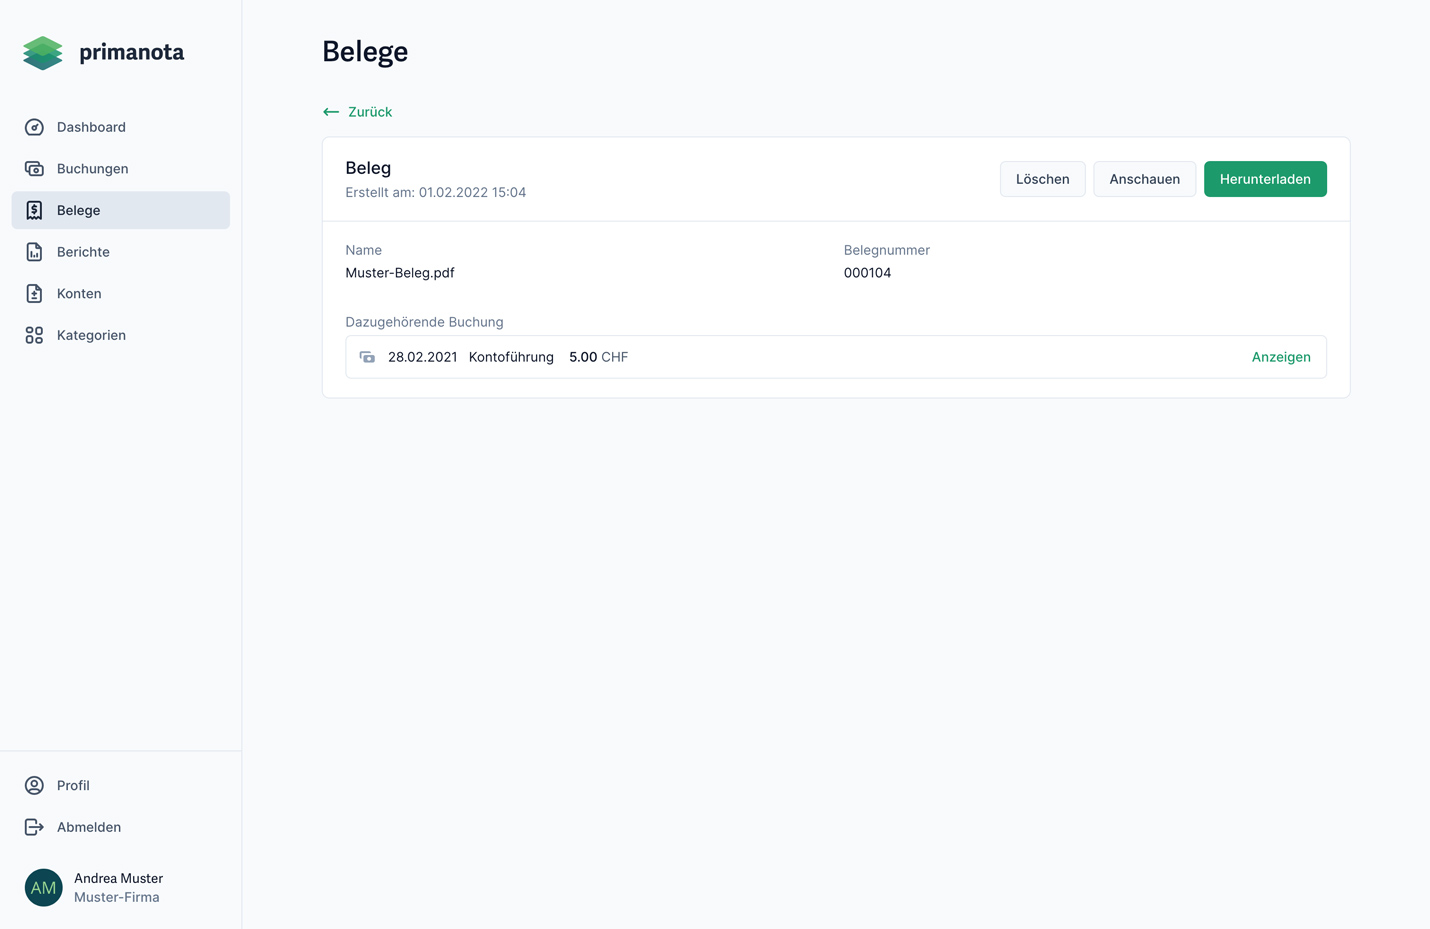 primanota
Dashboard
Buchungen
Belege
Berichte
Konten
Kategorien
Profil
Abmelden
AM
Andrea Muster
Muster-Firma
Belege
← Zurück
Beleg
Erstellt am: 01.02.2022 15:04
Löschen
Anschauen
Herunterladen
Name
Muster-Beleg.pdf
Belegnummer
000104
Dazugehörende Buchung
28.02.2021 Kontoführung 5.00 CHF
Anzeigen